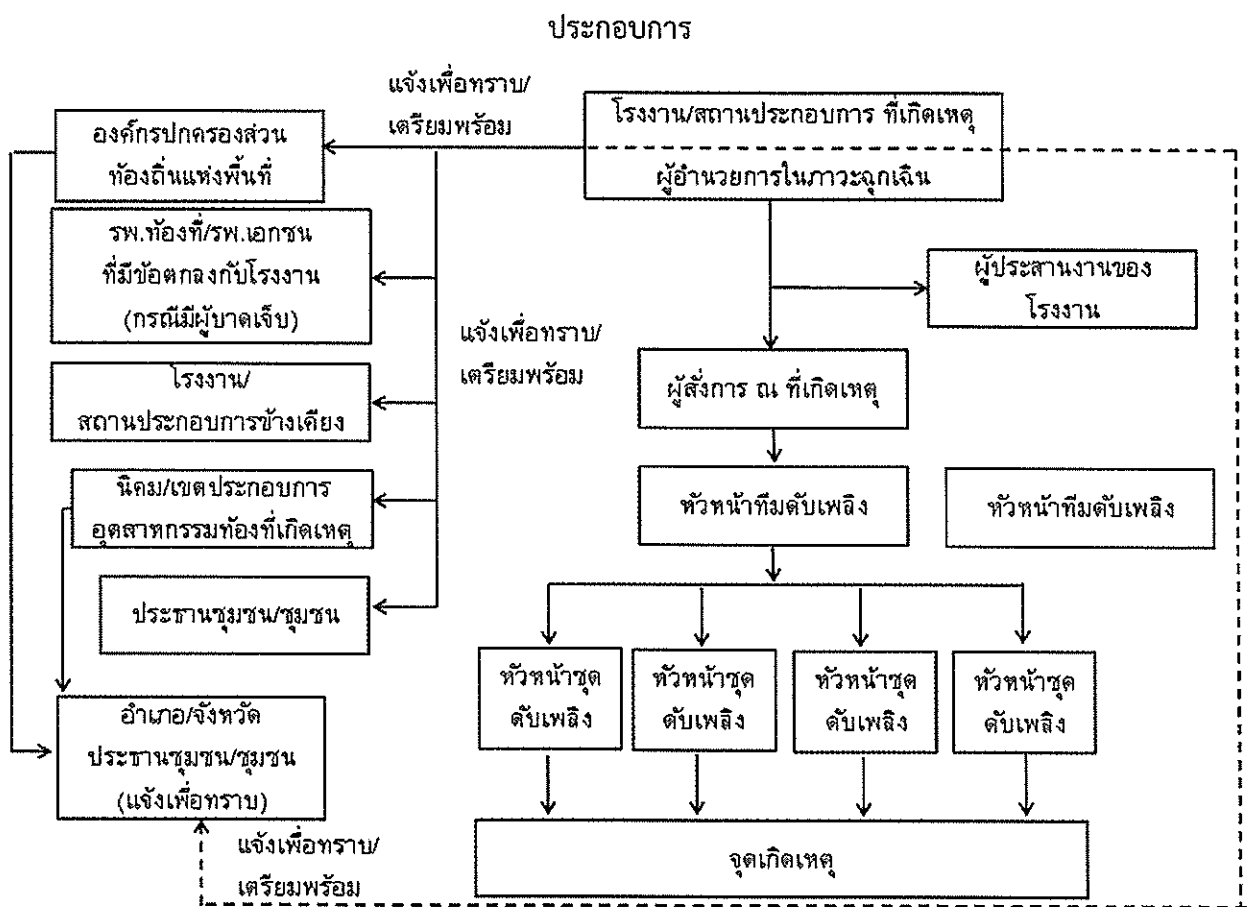 ประกอบการ
แจ้งเพื่อทราบ/
เตรียมพร้อม
โรงงาน/สถานประกอบการ ที่เกิดเหตุ
ผู้อำนวยการในภาวะฉุกเฉิน
องค์กรปกครองส่วน
ท้องถิ่นแห่งพื้นที่
รพ.ท้องที่/รพ.เอกชน
ที่มีข้อตกลงกับโรงงาน
(กรณีมีผู้บาดเจ็บ)
ผู้ประสานงานของ
โรงงาน
แจ้งเพื่อทราบ/
เตรียมพร้อม
โรงงาน/
สถานประกอบการข้างเคียง
ผู้สั่งการ ณ ที่เกิดเหตุ
นิคม/เขตประกอบการ
อุตสาหกรรมท้องที่เกิดเหตุ
หัวหน้าทีมดับเพลิง
หัวหน้าทีมดับเพลิง
ประธานชุมชน/ชุมชน
หัวหน้าชุด
ดับเพลิง
หัวหน้าชุด
ดับเพลิง
หัวหน้าชุด
ดับเพลิง
หัวหน้าชุด
ดับเพลิง
อำเภอ/จังหวัด
ประธานชุมชน/ชุมชน
(แจ้งเพื่อทราบ)
แจ้งเพื่อทราบ/
เตรียมพร้อม
จุดเกิดเหตุ